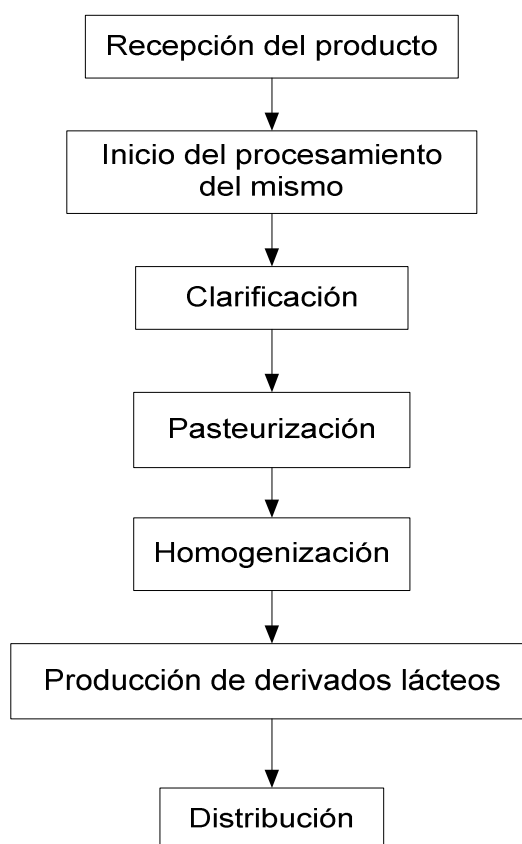 Recepción del producto
Inicio del procesamiento
del mismo
Clarificación
Pasteurización
Homogenización
Producción de derivados lácteos
Distribución